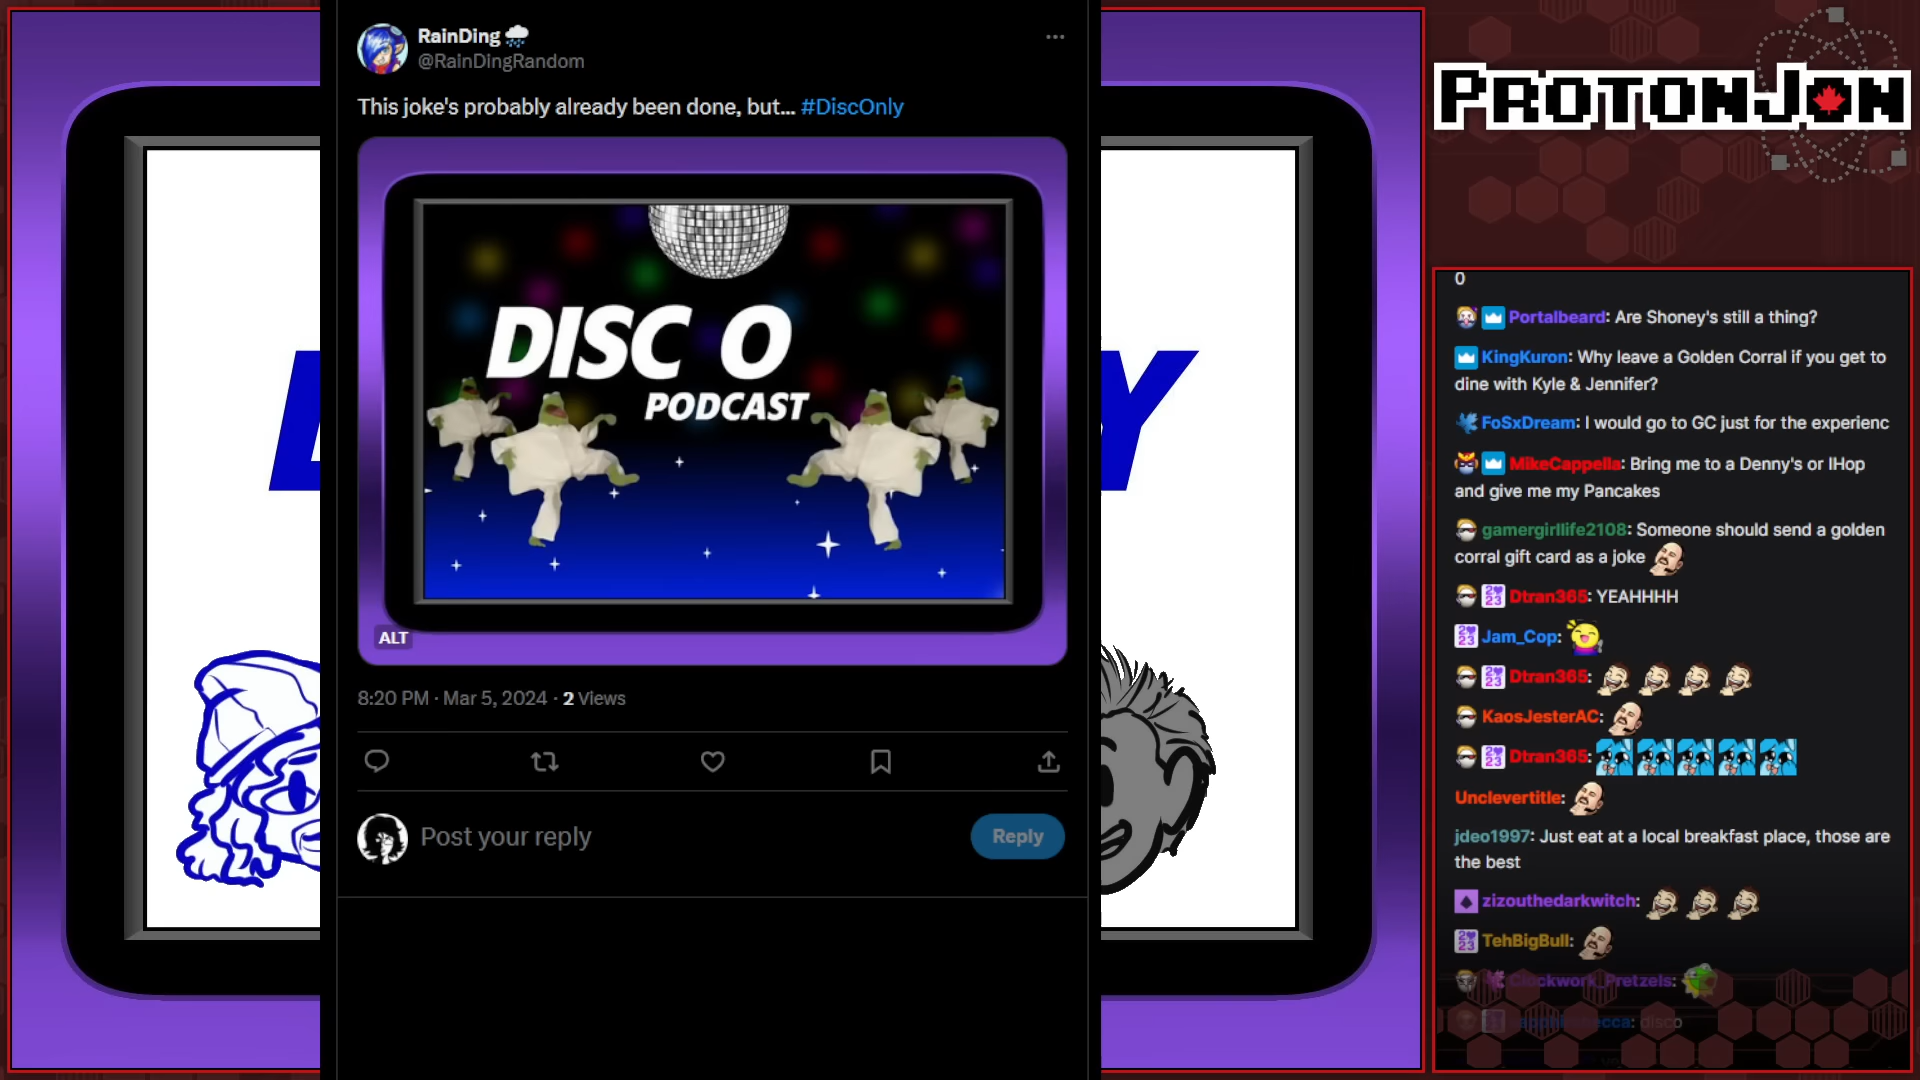 RainDing
@RainDingRandom
This joke's probably already been done, but... #DiscOnly
DISC O
PODCAST
ALT
8:20 PM · Mar 5, 2024 · 2 Views
Post your reply
Reply
Y
PROTONJON
0
Portalbeard: Are Shoney's still a thing?
KingKuron: Why leave a Golden Corral if you get to
dine with Kyle & Jennifer?
FoSxDream: I would go to GC just for the experienc
MikeCappella: Bring me to a Denny's or IHop
and give me my Pancakes
gamergirllife2108: Someone should send a golden
corral gift card as a joke
Dtran365: YEAHHHH
Jam_Cop:
Dtran365:
KaosJesterAC:
Dtran365:
Unclevertitle:
jdeo1997: Just eat at a local breakfast place, those are
the best
zizouthedarkwitch:
TehBigBull:
Clockwork_Pretzels:
disco